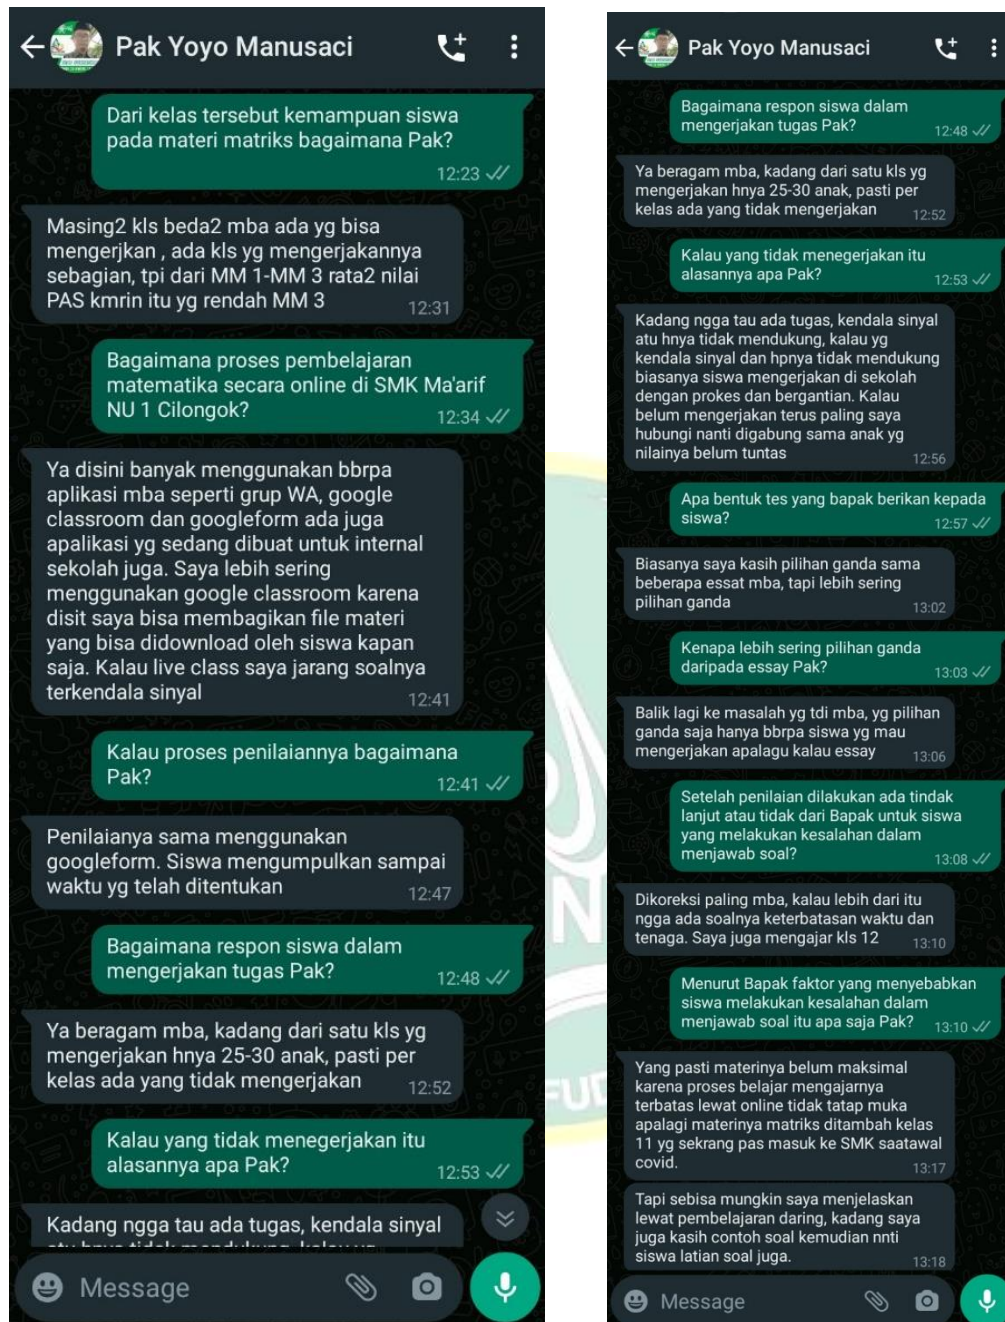 Pak Yoyo Manusaci
Dari kelas tersebut kemampuan siswa
pada materi matriks bagaimana Pak?
12:23
Masing2 kls beda2 mba ada yg bisa
mengerjkan , ada kls yg mengerjakannya
sebagian, tpi dari MM 1-MM 3 rata2 nilai
PAS kmrin itu yg rendah MM 3
12:31
Bagaimana proses pembelajaran
matematika secara online di SMK Ma'arif
NU 1 Cilongok?
12:34
Ya disini banyak menggunakan bbrpa
aplikasi mba seperti grup WA, google
classroom dan googleform ada juga
apalikasi yg sedang dibuat untuk internal
sekolah juga. Saya lebih sering
menggunakan google classroom karena
disit saya bisa membagikan file materi
yang bisa didownload oleh siswa kapan
saja. Kalau live class saya jarang soalnya
terkendala sinyal
12:41
Kalau proses penilaiannya bagaimana
Pak?
12:41
Penilaianya sama menggunakan
googleform. Siswa mengumpulkan sampai
waktu yg telah ditentukan
12:47
Bagaimana respon siswa dalam
mengerjakan tugas Pak?
12:48
Ya beragam mba, kadang dari satu kls yg
mengerjakan hnya 25-30 anak, pasti per
kelas ada yang tidak mengerjakan
12:52
Kalau yang tidak menegerjakan itu
alasannya apa Pak?
12:53
Kadang ngga tau ada tugas, kendala sinyal
Message
Pak Yoyo Manusaci
Bagaimana respon siswa dalam
mengerjakan tugas Pak?
12:48
Ya beragam mba, kadang dari satu kls yg
mengerjakan hnya 25-30 anak, pasti per
kelas ada yang tidak mengerjakan
12:52
Kalau yang tidak menegerjakan itu
alasannya apa Pak?
12:53
Kadang ngga tau ada tugas, kendala sinyal
atu hnya tidak mendukung, kalau yg
kendala sinyal dan hpnya tidak mendukung
biasanya siswa mengerjakan di sekolah
dengan prokes dan bergantian. Kalau
belum mengerjakan terus paling saya
hubungi nanti digabung sama anak yg
nilainya belum tuntas
12:56
Apa bentuk tes yang bapak berikan kepada
siswa?
12:57
Biasanya saya kasih pilihan ganda sama
beberapa essat mba, tapi lebih sering
pilihan ganda
13:02
Kenapa lebih sering pilihan ganda
daripada essay Pak?
13:03
Balik lagi ke masalah yg tdi mba, yg pilihan
ganda saja hanya bbrpa siswa yg mau
mengerjakan apalagu kalau essay
13:06
Setelah penilaian dilakukan ada tindak
lanjut atau tidak dari Bapak untuk siswa
yang melakukan kesalahan dalam
menjawab soal?
13:08
Dikoreksi paling mba, kalau lebih dari itu
ngga ada soalnya keterbatasan waktu dan
tenaga. Saya juga mengajar kls 12
13:10
Menurut Bapak faktor yang menyebabkan
siswa melakukan kesalahan dalam
menjawab soal itu apa saja Pak?
13:10
Yang pasti materinya belum maksimal
karena proses belajar mengajarnya
terbatas lewat online tidak tatap muka
apalagi materinya matriks ditambah kelas
11 yg sekrang pas masuk ke SMK saatawal
covid.
13:17
Tapi sebisa mungkin saya menjelaskan
lewat pembelajaran daring, kadang saya
juga kasih contoh soal kemudian nnti
siswa latian soal juga.
13:18
Message